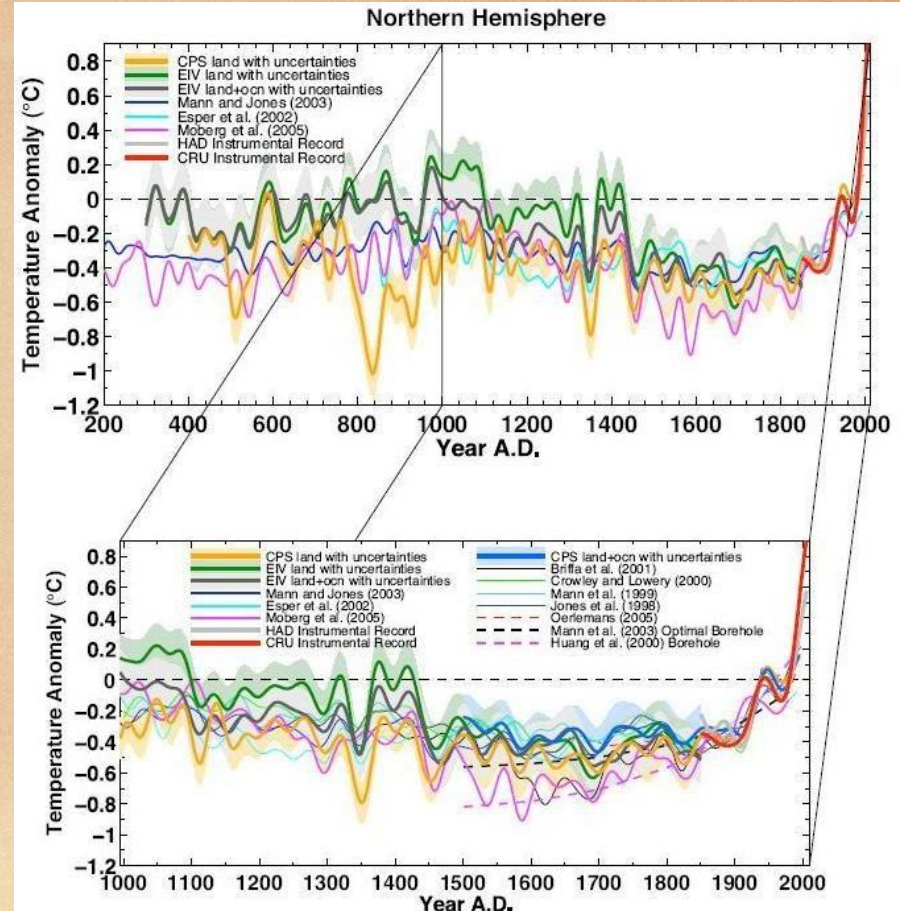 Northern Hemisphere
Temperature Anomaly (°C)
0.8
0.6
0.4
0.2
0
−0.2
−0.4
−0.6
−0.8
−1
−1.2
CPS land with uncertainties
EIV land with uncertainties
EIV land+ocn with uncertainties
Mann and Jones (2003)
Esper et al. (2002)
Moberg et al. (2005)
HAD Instrumental Record
CRU Instrumental Record
200 400 600 800 1000 1200 1400 1600 1800 2000
Year A.D.
Temperature Anomaly (°C)
0.8
0.6
0.4
0.2
0
−0.2
−0.4
−0.6
−0.8
−1
−1.2
CPS land with uncertainties
EIV land with uncertainties
EIV land+ocn with uncertainties
Mann and Jones (2003)
Esper et al. (2002)
Moberg et al. (2005)
HAD Instrumental Record
CRU Instrumental Record
CPS land+ocn with uncertainties
Briffa et al. (2001)
Crowley and Lowery (2000)
Mann et al. (1999)
Jones et al. (1998)
Oerlemans (2005)
Mann et al. (2003) Optimal Borehole
Huang et al. (2000) Borehole
1000 1100 1200 1300 1400 1500 1600 1700 1800 1900 2000
Year A.D.